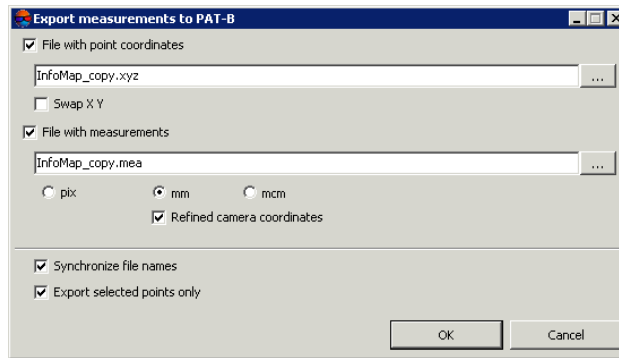 Export measurements to PAT-B
File with point coordinates
InfoMap_copy.xyz
...
Swap X Y
File with measurements
InfoMap_copy.mea
...
pix mm mcm
Refined camera coordinates
Synchronize file names
Export selected points only
OK Cancel